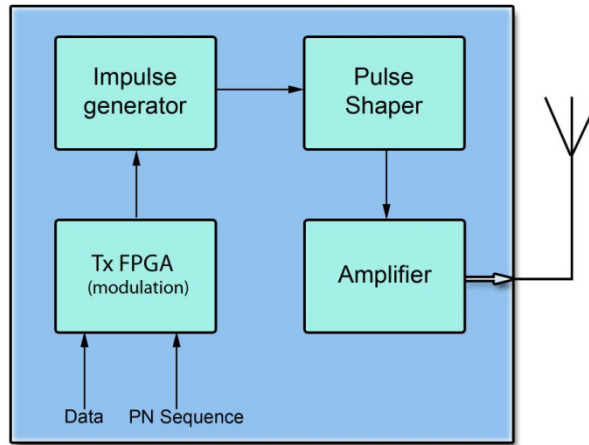 Impulse
generator
Pulse
Shaper
Tx FPGA
(modulation)
Amplifier
Data
PN Sequence